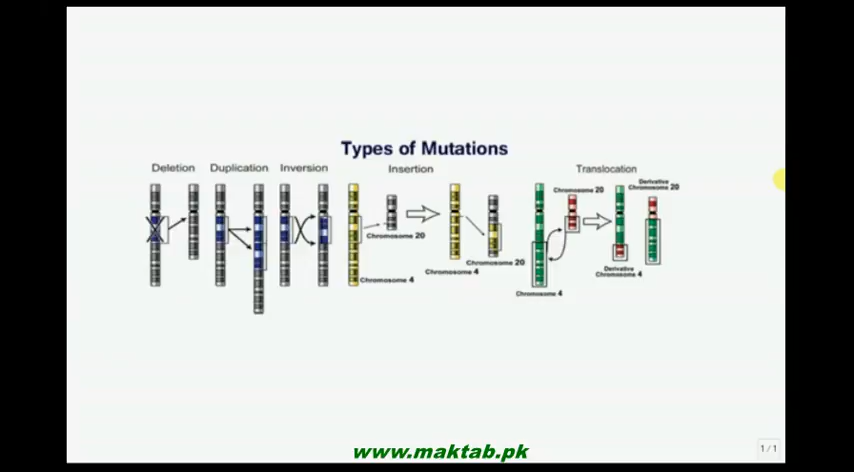 Types of Mutations
Deletion
Duplication
Inversion
Insertion
Translocation
Chromosome 20
Chromosome 4
Chromosome 20
Chromosome 4
Chromosome 20
Chromosome 4
Derivative
Chromosome 20
Derivative
Chromosome 4
www.maktab.pk
1 / 1